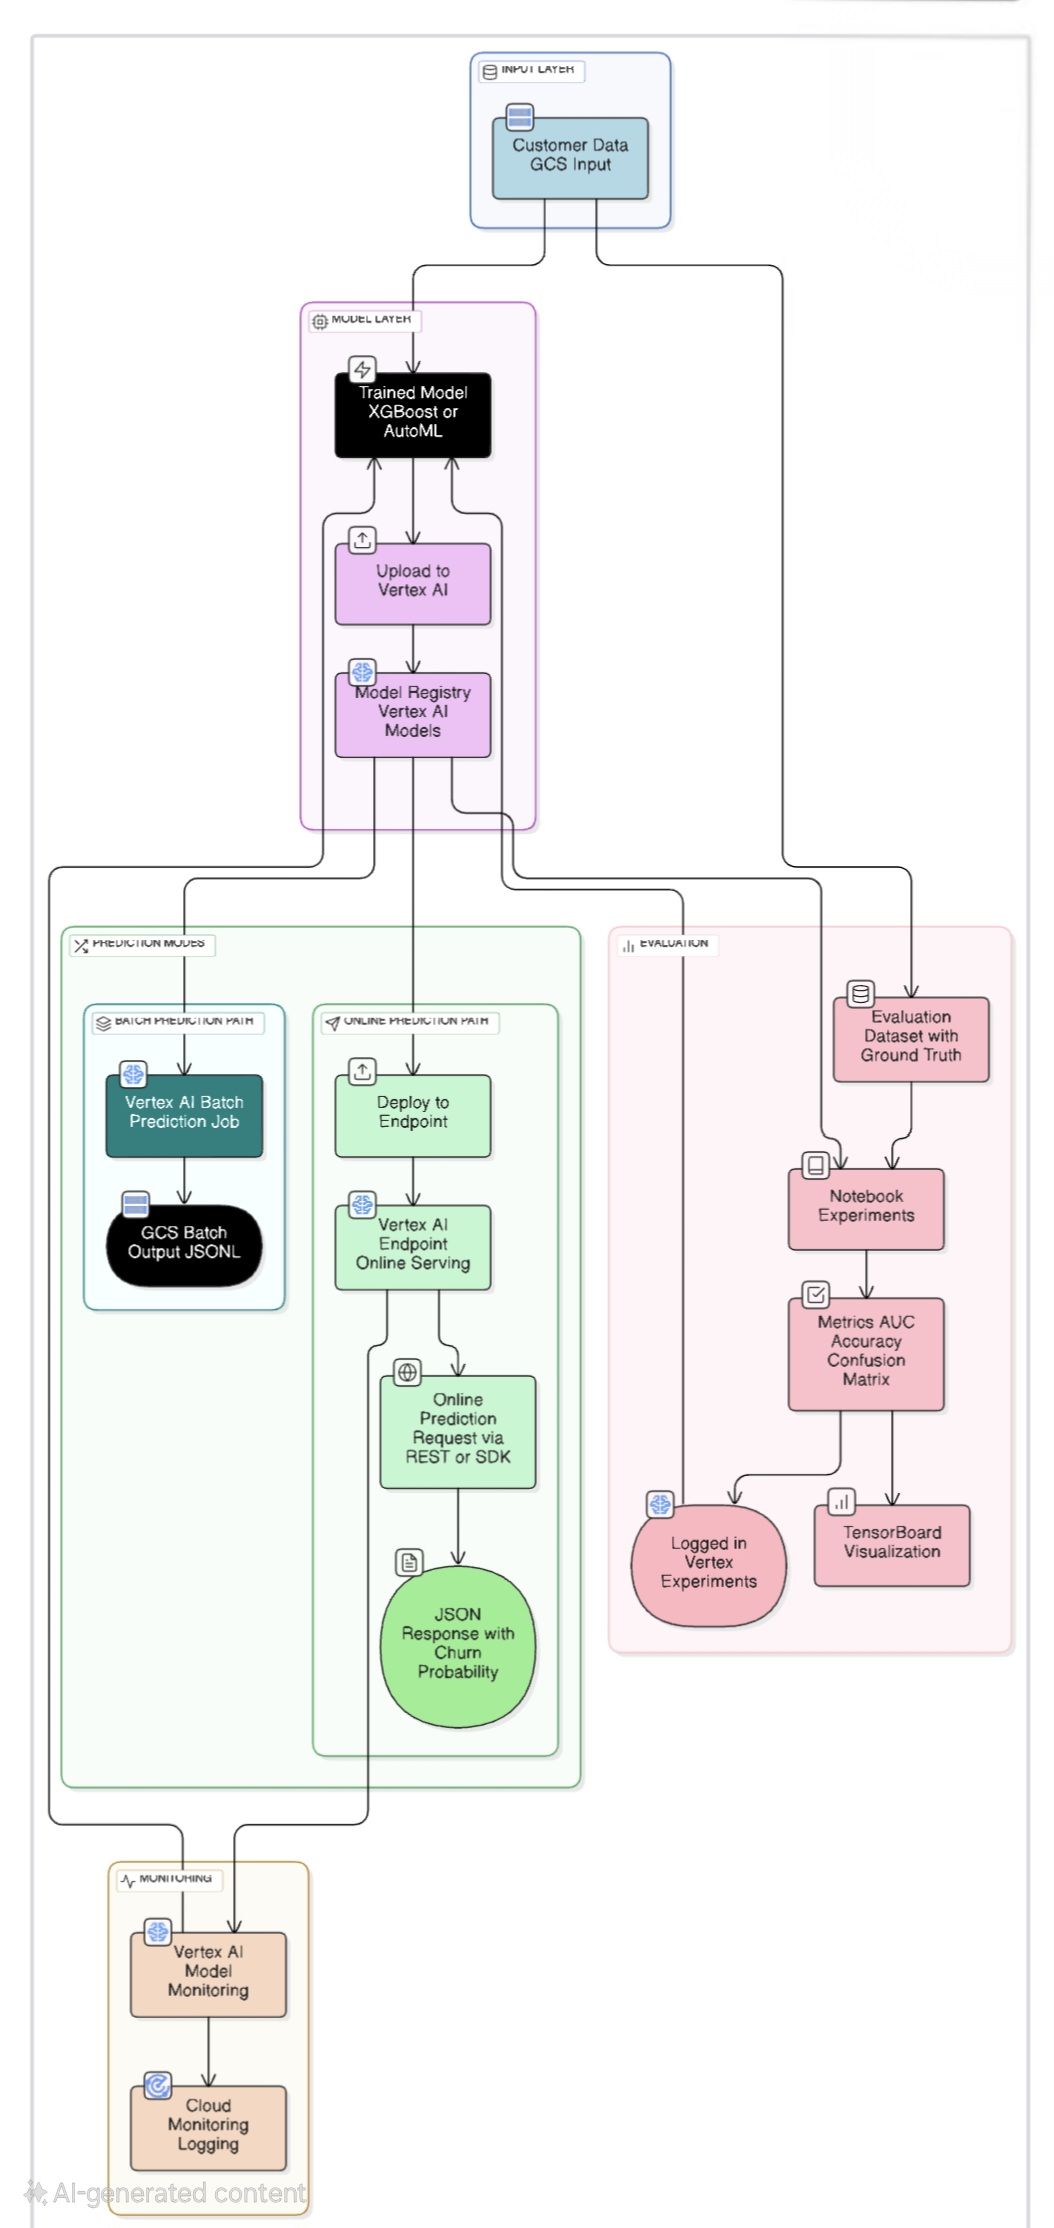 INPUT LAYER
Customer Data
GCS Input
MODEL LAYER
Trained Model
XGBoost or
AutoML
Upload to
Vertex AI
Model Registry
Vertex AI
Models
PREDICTION MODES
BATCH PREDICTION PATH
Vertex AI Batch
Prediction Job
GCS Batch
Output JSONL
ONLINE PREDICTION PATH
Deploy to
Endpoint
Vertex AI
Endpoint
Online Serving
Online
Prediction
Request via
REST or SDK
JSON
Response with
Churn
Probability
EVALUATION
Evaluation
Dataset with
Ground Truth
Notebook
Experiments
Metrics AUC
Accuracy
Confusion
Matrix
Logged in
Vertex
Experiments
TensorBoard
Visualization
MONITORING
Vertex AI
Model
Monitoring
Cloud
Monitoring
Logging
AI-generated content